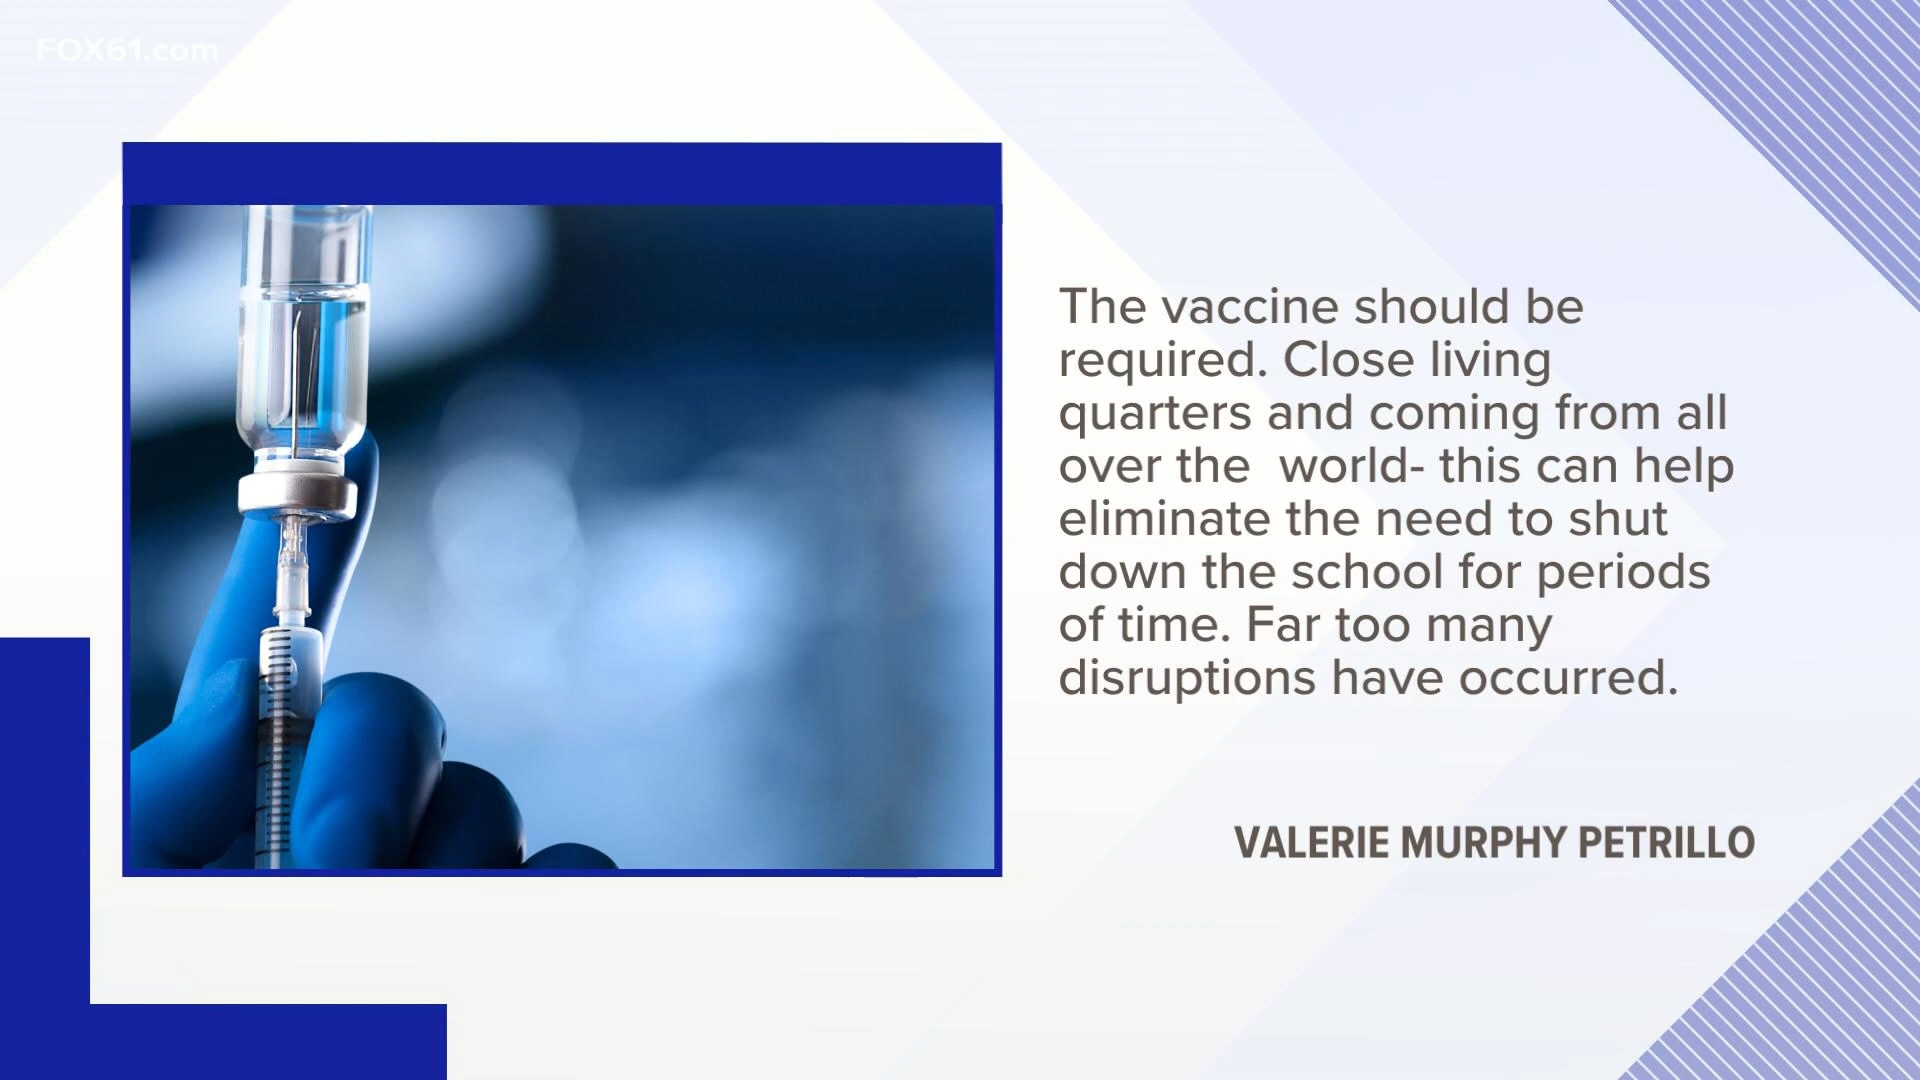 FOX61.com
The vaccine should be
required. Close living
quarters and coming from all
over the  world- this can help
eliminate the need to shut
down the school for periods
of time. Far too many
disruptions have occurred.
VALERIE MURPHY PETRILLO